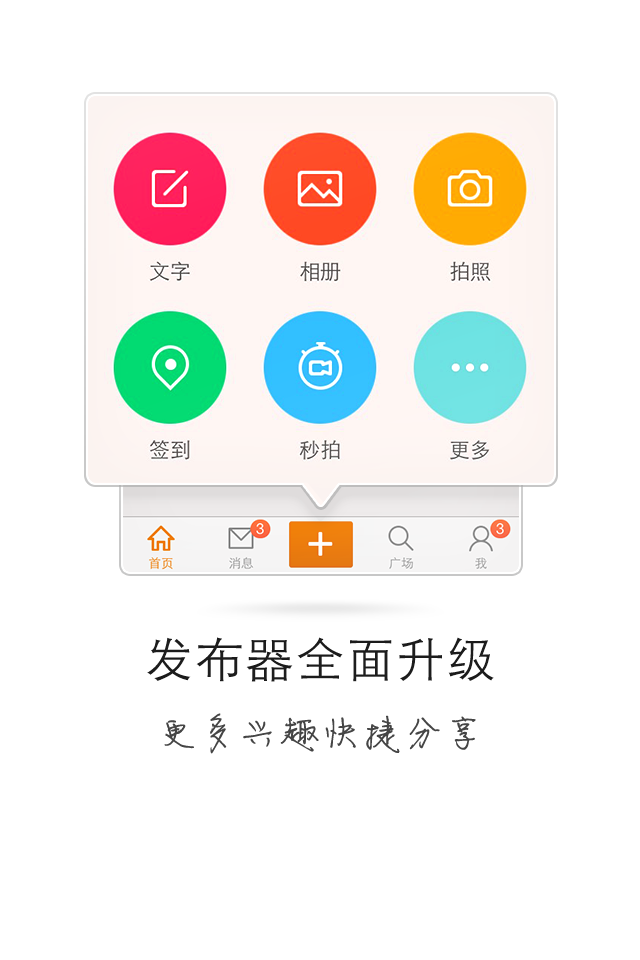 文字 相册 拍照
签到 秒拍 更多
3 3
首页 消息 广场 我
发布器全面升级
更多兴趣快捷分享